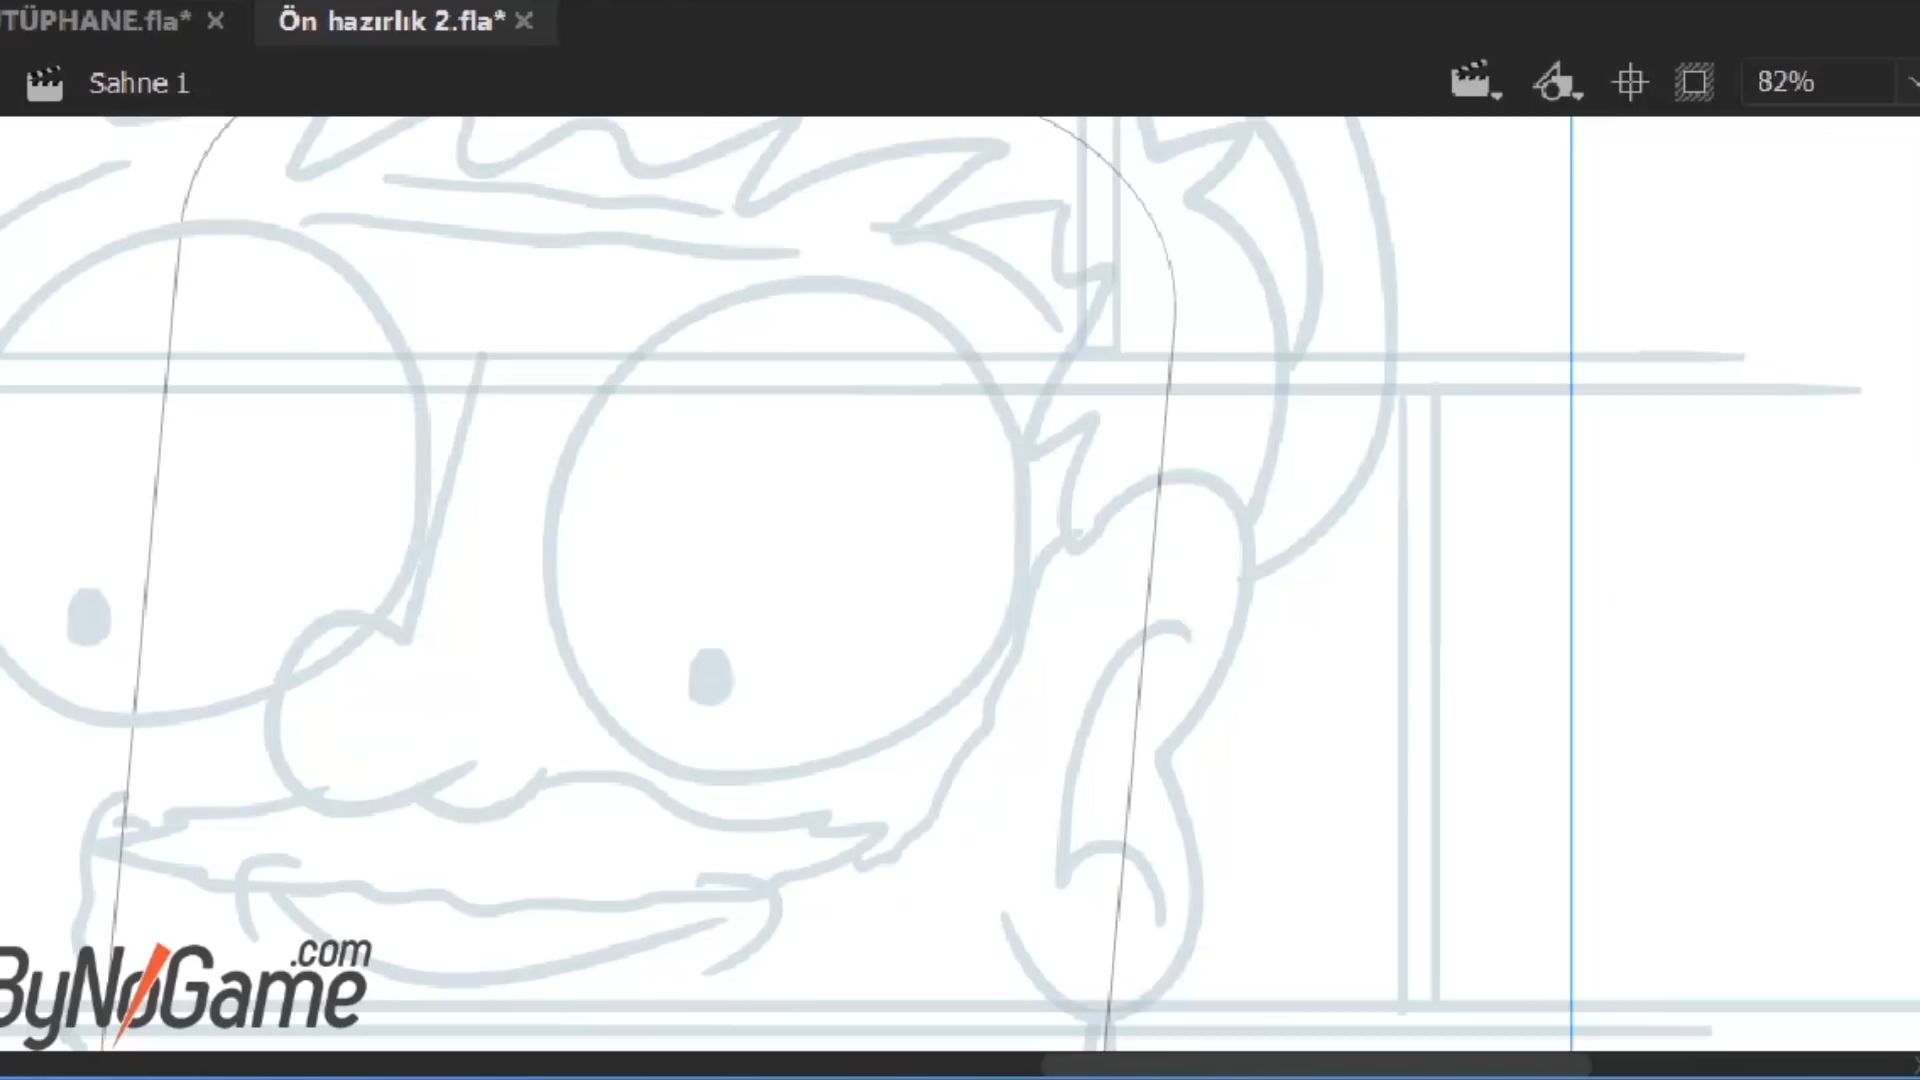 TÜPHANE.fla* ×
Ön hazırlık 2.fla* ×
Sahne 1
82%
ByNoGame
.com